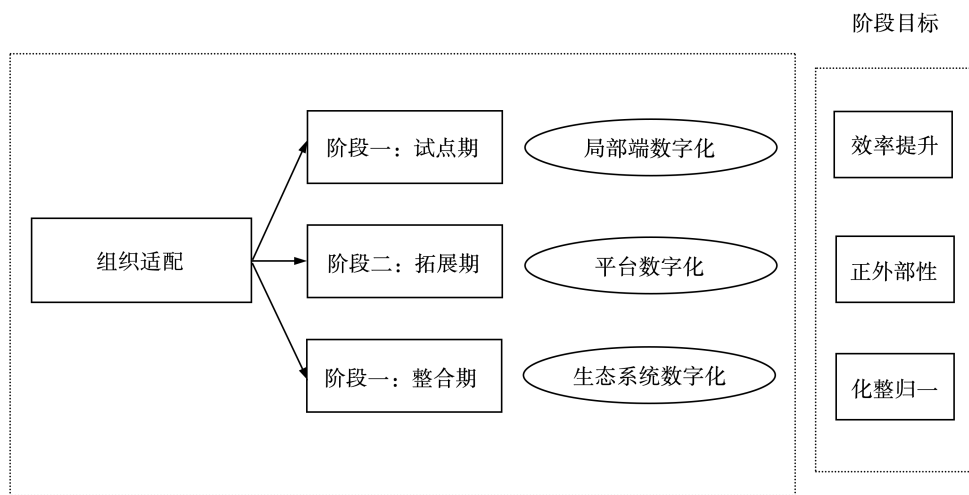 阶段目标
阶段一：试点期
局部端数字化
效率提升
组织适配
阶段二：拓展期
平台数字化
正外部性
阶段一：整合期
生态系统数字化
化整归一